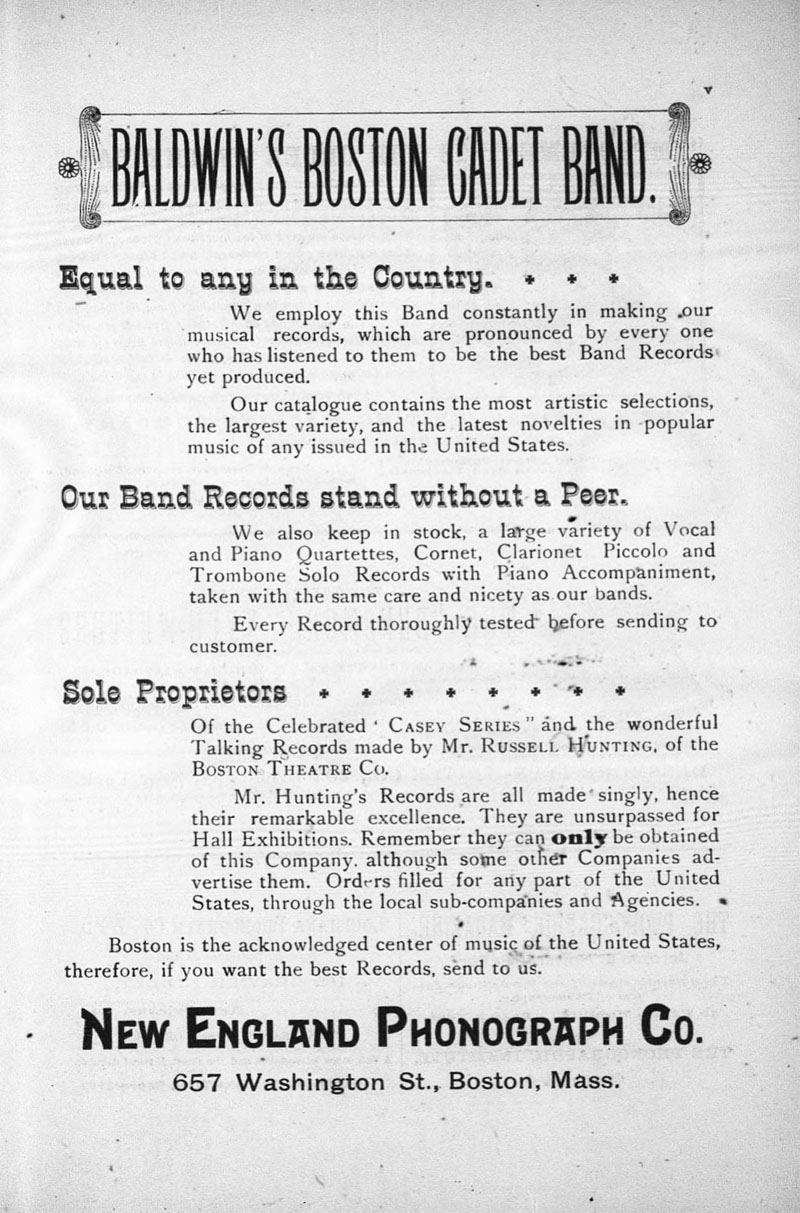 v
BALDWIN'S BOSTON CADET BAND.
Equal to any in the Country.
We employ this Band constantly in making our
musical records, which are pronounced by every one
who has listened to them to be the best Band Records
yet produced.
Our catalogue contains the most artistic selections,
the largest variety, and the latest novelties in popular
music of any issued in the United States.
Our Band Records stand without a Peer.
We also keep in stock, a large variety of Vocal
and Piano Quartettes, Cornet, Clarionet Piccolo and
Trombone Solo Records with Piano Accompaniment,
taken with the same care and nicety as our bands.
Every Record thoroughly tested before sending to
customer.
Sole Proprietors
Of the Celebrated ‘ CASEY SERIES ” and the wonderful
Talking Records made by Mr. RUSSELL HUNTING, of the
BOSTON THEATRE CO.
Mr. Hunting's Records are all made singly, hence
their remarkable excellence. They are unsurpassed for
Hall Exhibitions. Remember they can only be obtained
of this Company. although some other Companies ad-
vertise them. Orders filled for any part of the United
States, through the local sub-companies and Agencies.
Boston is the acknowledged center of music of the United States,
therefore, if you want the best Records, send to us.
NEW ENGLAND PHONOGRAPH CO.
657 Washington St., Boston, Mass.